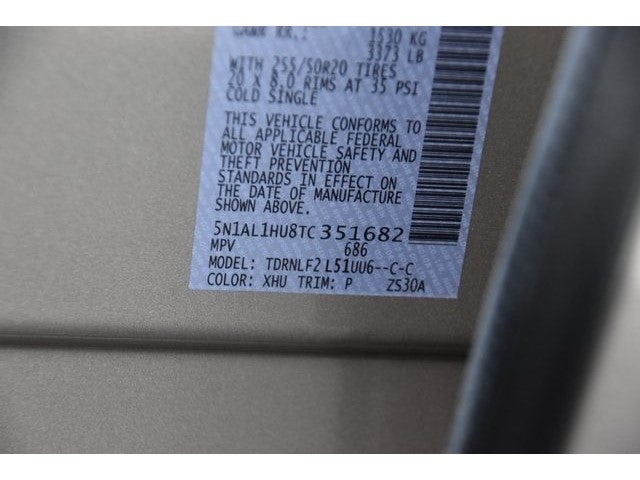 GAWR RR.: 1530 KG
3373 LB
WITH 255/50R20 TIRES
20 X 8.0 RIMS AT 35 PSI
COLD SINGLE
THIS VEHICLE CONFORMS TO
ALL APPLICABLE FEDERAL
MOTOR VEHICLE SAFETY AND
THEFT PREVENTION
STANDARDS IN EFFECT ON
THE DATE OF MANUFACTURE
SHOWN ABOVE.
5N1AL1HU8TC351682
MPV 686
MODEL: TDRNLF2 L51UU6--C-C
COLOR: XHU TRIM: P ZS30A